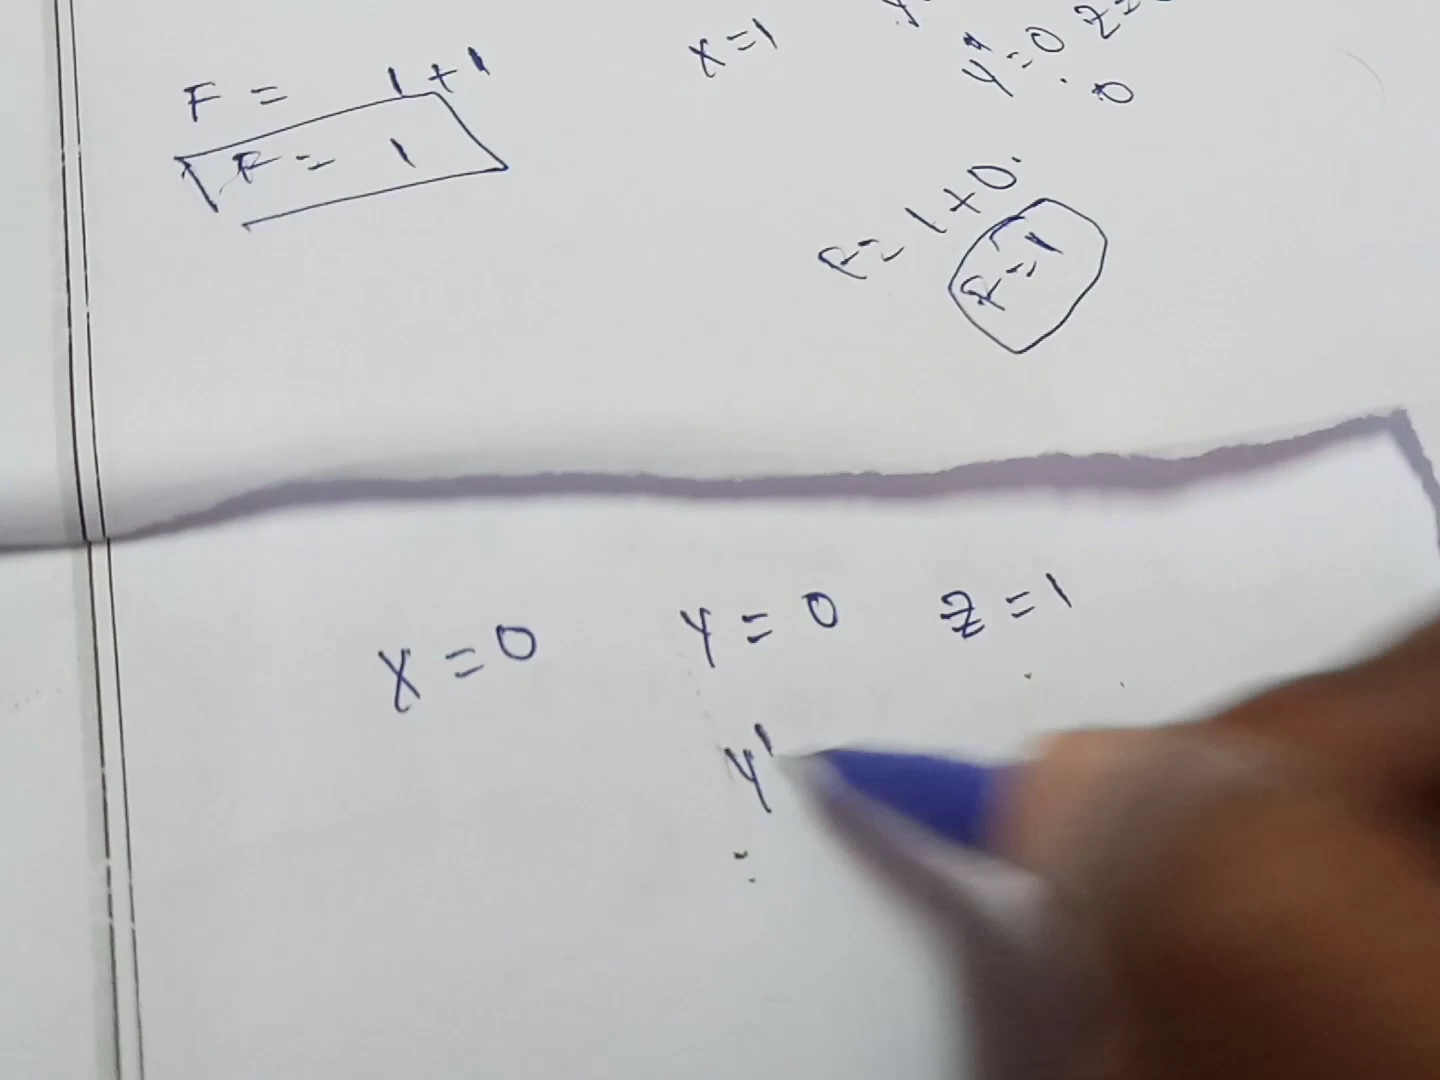 F = 1+1
F = 1
x=1
y"=0 z=
0
F= 1+0
F=1
x=0 y=0 z=1
y'